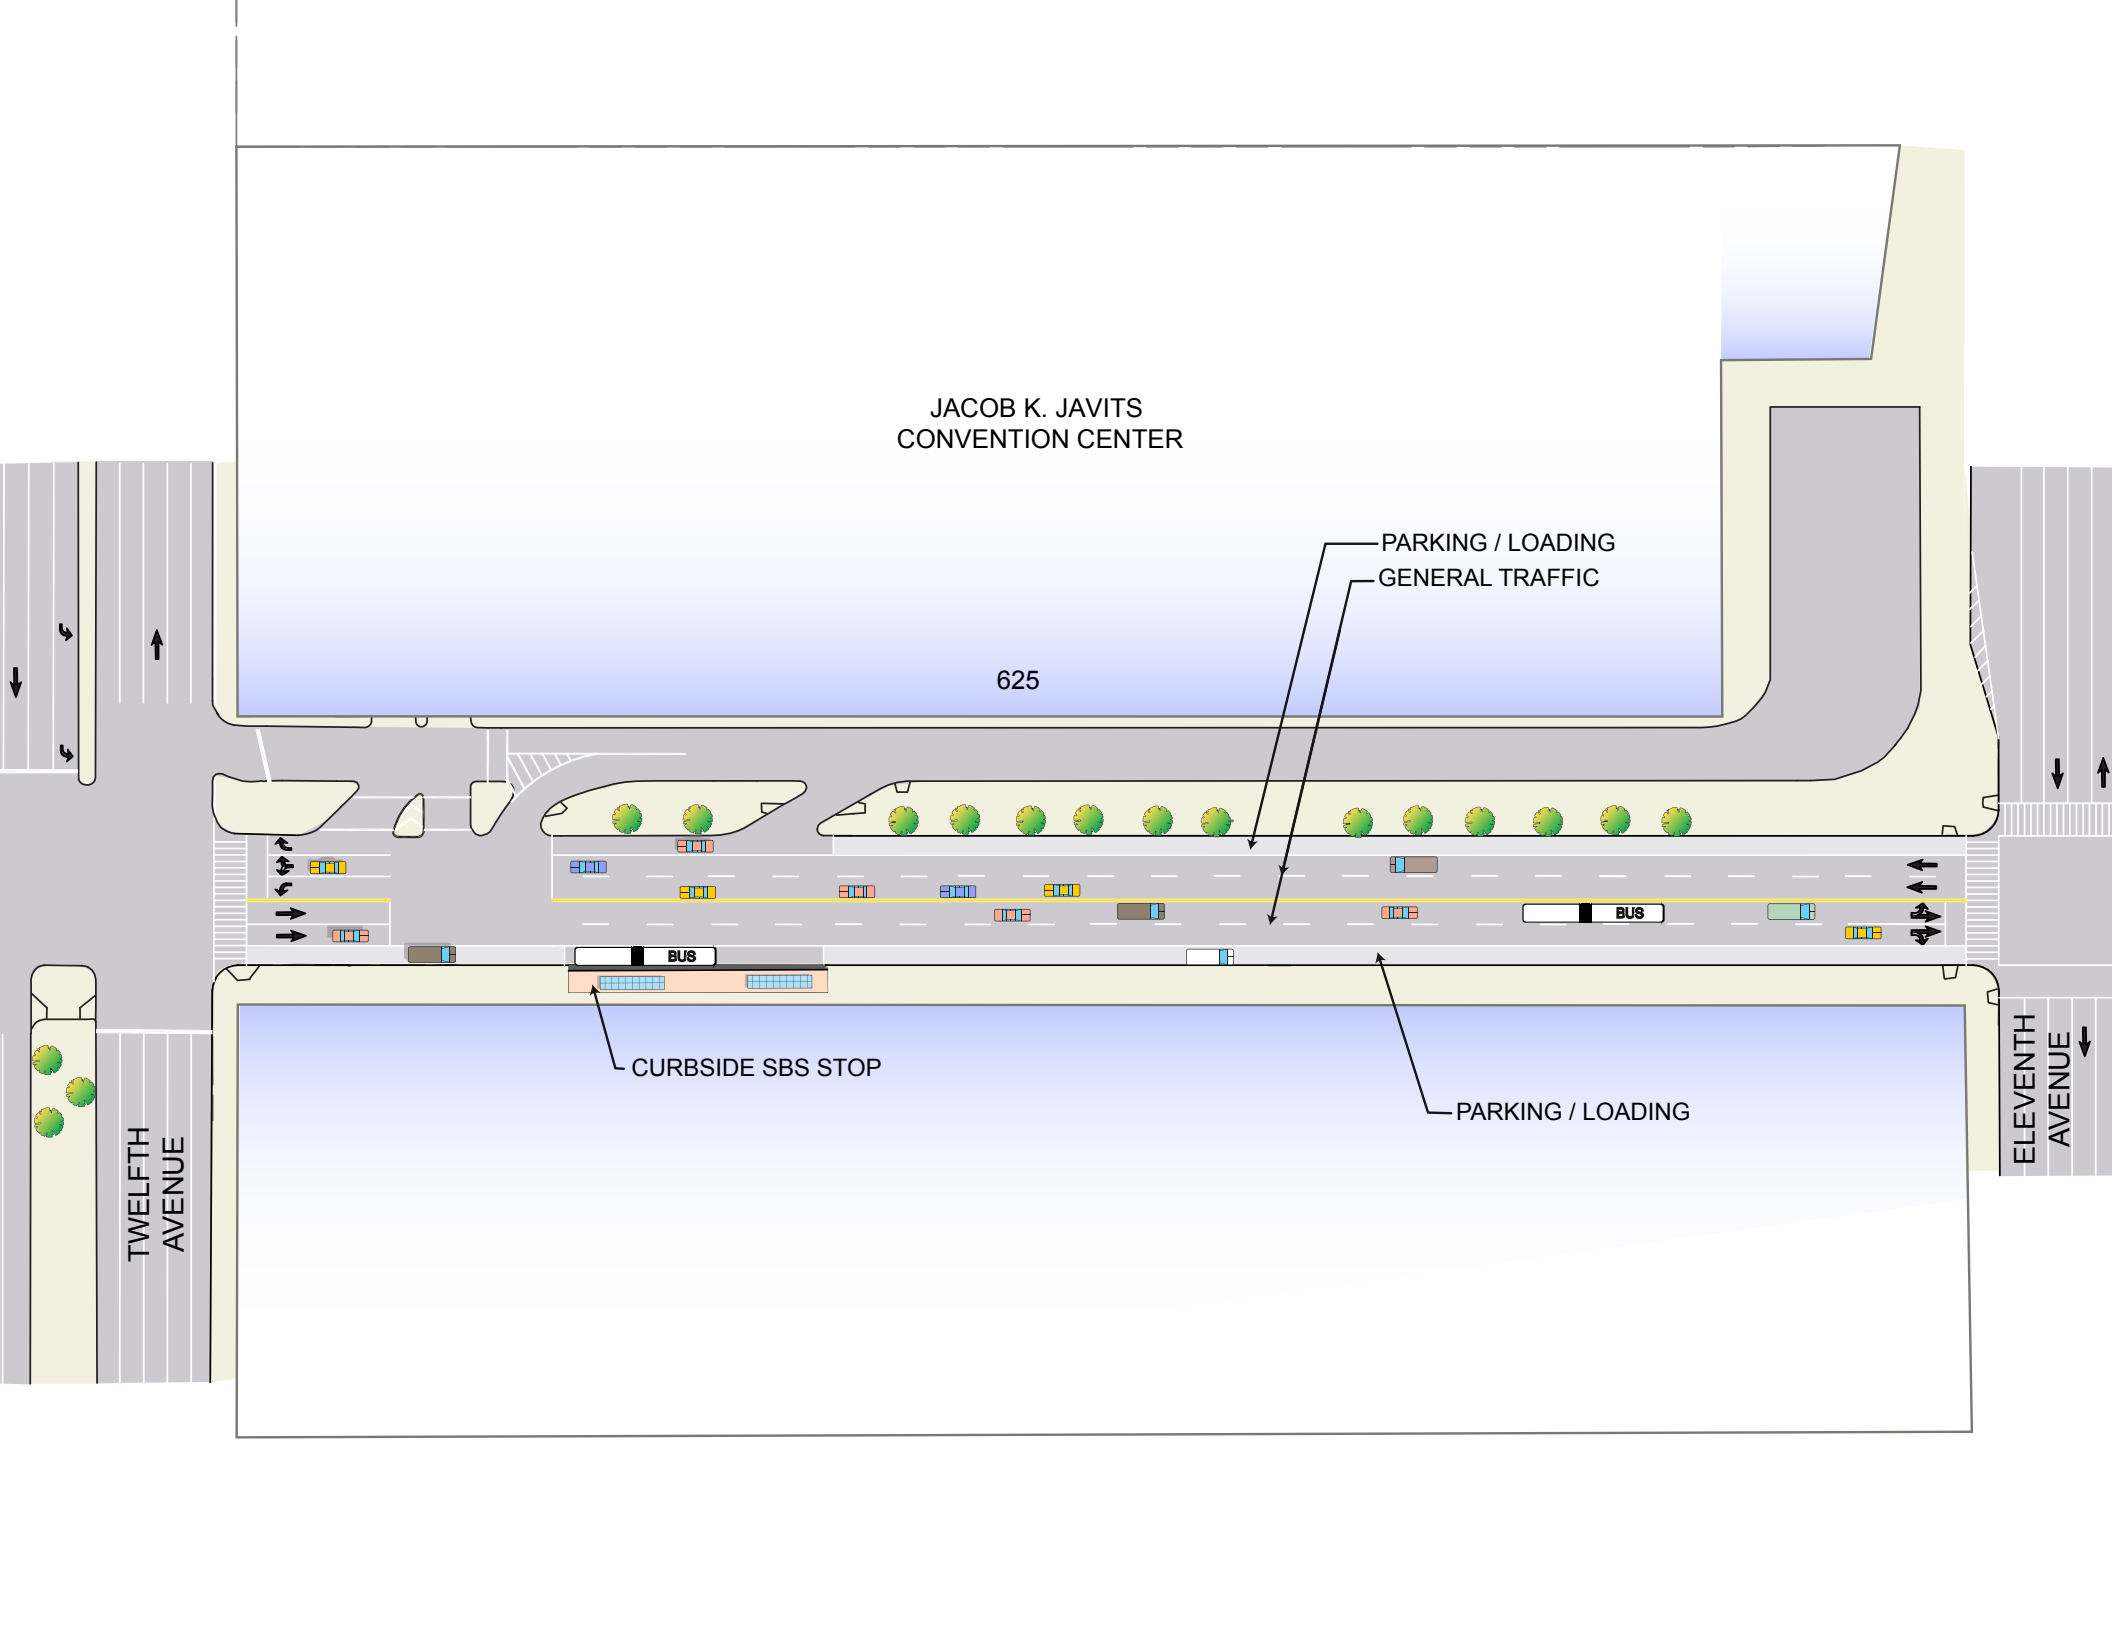 JACOB K. JAVITS
CONVENTION CENTER
PARKING / LOADING
GENERAL TRAFFIC
625
BUS
BUS
CURBSIDE SBS STOP
PARKING / LOADING
TWELFTH
AVENUE
ELEVENTH
AVENUE